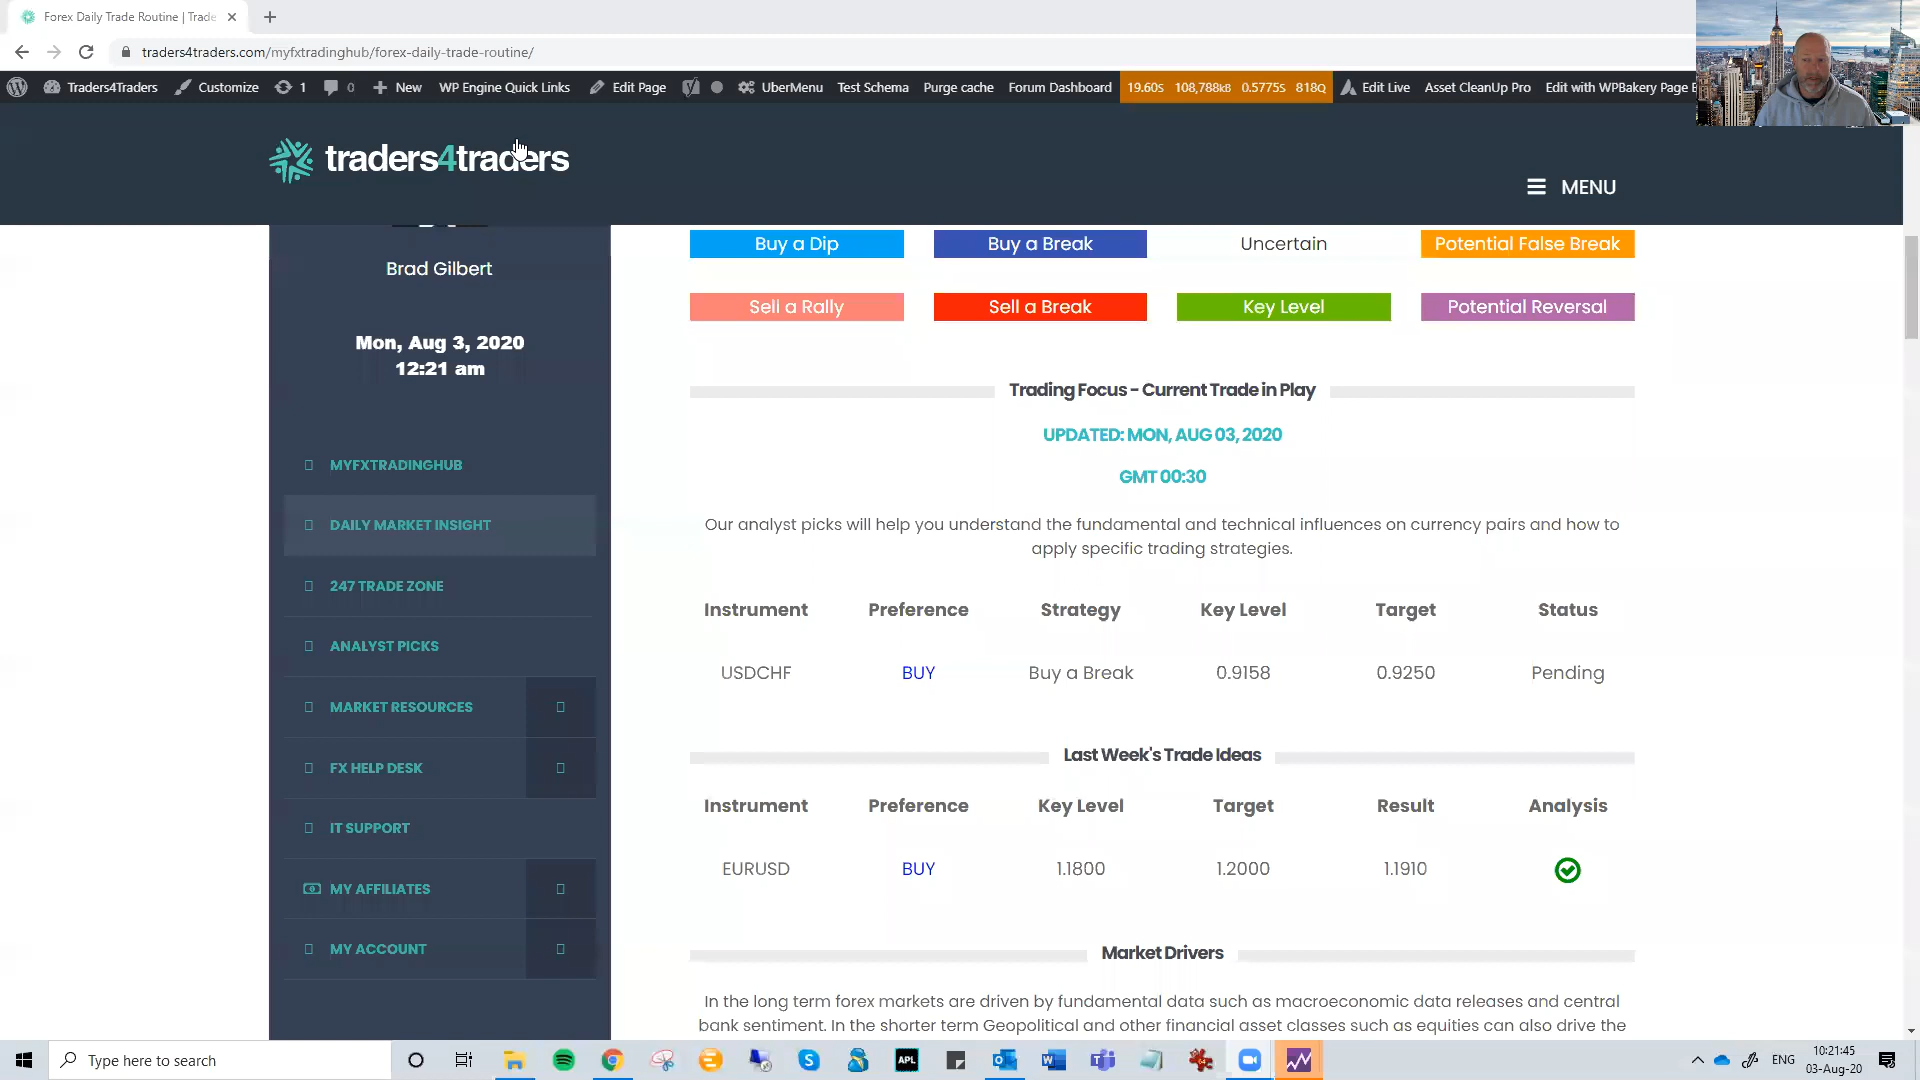 Forex Daily Trade Routine | Trade
traders4traders.com/myfxtradinghub/forex-daily-trade-routine/
Traders4Traders Customize 1 0 New WP Engine Quick Links Edit Page UberMenu Test Schema Purge cache Forum Dashboard 19.60S 108,788KB 0.5775S 818Q Edit Live Asset CleanUp Pro Edit with WPBakery Page
traders4traders
MENU
Brad Gilbert
Mon, Aug 3, 2020
12:21 am
MYFXTRADINGHUB
DAILY MARKET INSIGHT
247 TRADE ZONE
ANALYST PICKS
MARKET RESOURCES
FX HELP DESK
IT SUPPORT
MY AFFILIATES
MY ACCOUNT
Buy a Dip Buy a Break Uncertain Potential False Break
Sell a Rally Sell a Break Key Level Potential Reversal
Trading Focus - Current Trade in Play
UPDATED: MON, AUG 03, 2020
GMT 00:30
Our analyst picks will help you understand the fundamental and technical influences on currency pairs and how to
apply specific trading strategies.
Instrument Preference Strategy Key Level Target Status
USDCHF BUY Buy a Break 0.9158 0.9250 Pending
Last Week's Trade Ideas
Instrument Preference Key Level Target Result Analysis
EURUSD BUY 1.1800 1.2000 1.1910
Market Drivers
In the long term forex markets are driven by fundamental data such as macroeconomic data releases and central
bank sentiment. In the shorter term Geopolitical and other financial asset classes such as equities can also drive the
Type here to search
APL
ENG
10:21:45
03-Aug-20